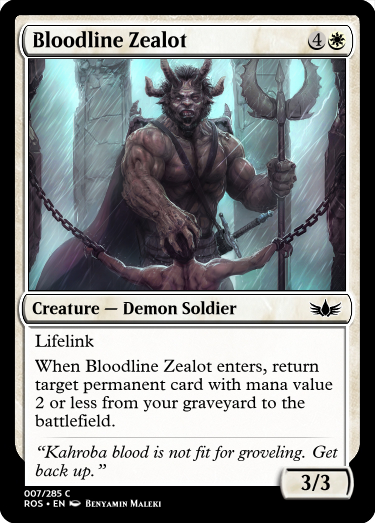 Bloodline Zealot 4
Creature — Demon Soldier
Lifelink
When Bloodline Zealot enters, return
target permanent card with mana value
2 or less from your graveyard to the
battlefield.
“Kahroba blood is not fit for groveling. Get
back up.”
3/3
007/285 C
ROS • EN Benyamin Maleki